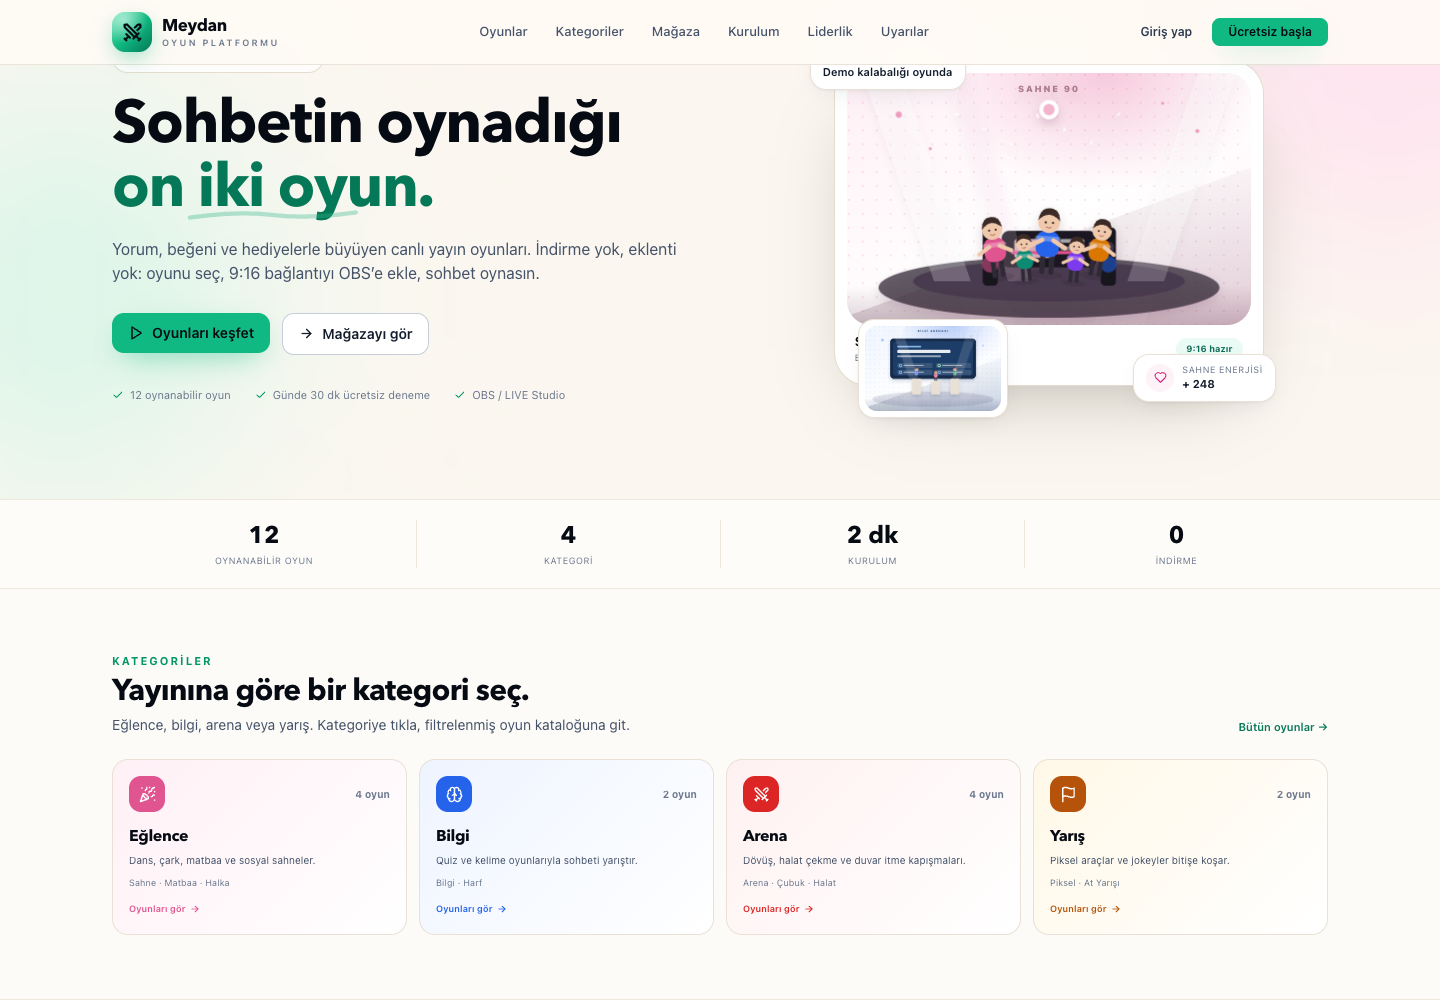 Meydan
OYUN PLATFORMU
Oyunlar
Kategoriler
Mağaza
Kurulum
Liderlik
Uyarılar
Giriş yap
Ücretsiz başla
Sohbetin oynadığı
on iki oyun.
Yorum, beğeni ve hediyelerle büyüyen canlı yayın oyunları. İndirme yok, eklenti
yok: oyunu seç, 9:16 bağlantıyı OBS’e ekle, sohbet oynasın.
Oyunları keşfet
Mağazayı gör
12 oynanabilir oyun
Günde 30 dk ücretsiz deneme
OBS / LIVE Studio
Demo kalabalığı oyunda
SAHNE 90
BILGI ARENASI
9:16 hazır
SAHNE ENERJİSİ
+ 248
12
OYNANABİLİR OYUN
4
KATEGORİ
2 dk
KURULUM
0
İNDİRME
KATEGORİLER
Yayınına göre bir kategori seç.
Eğlence, bilgi, arena veya yarış. Kategoriye tıkla, filtrelenmiş oyun kataloğuna git.
Bütün oyunlar →
4 oyun
Eğlence
Dans, çark, matbaa ve sosyal sahneler.
Sahne · Matbaa · Halka
Oyunları gör →
2 oyun
Bilgi
Quiz ve kelime oyunlarıyla sohbeti yarıştır.
Bilgi · Harf
Oyunları gör →
4 oyun
Arena
Dövüş, halat çekme ve duvar itme kapışmaları.
Arena · Çubuk · Halat
Oyunları gör →
2 oyun
Yarış
Piksel araçlar ve jokeyler bitişe koşar.
Piksel · At Yarışı
Oyunları gör →